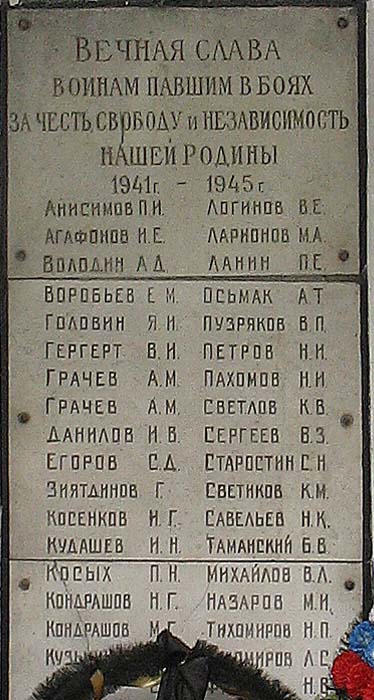 ВЕЧНАЯ СЛАВА
ВОИНАМ ПАВШИМ В БОЯХ
ЗА ЧЕСТЬ, СВОБОДУ И НЕЗАВИСИМОСТЬ
НАШЕЙ РОДИНЫ
1941г. - 1945г.
АНИСИМОВ П.И. ЛОГИНОВ В.Е.
АГАФОНОВ И.Е. ЛАРИОНОВ М.А.
ВОЛОДИН А.Д. ЛАНИН П.Е.
ВОРОБЬЕВ Е.М. ОСЬМАК А.Т
ГОЛОВИН Я.И. ПУЗРЯКОВ В.П.
ГЕРГЕРТ В.И. ПЕТРОВ Н.И.
ГРАЧЕВ А.М. ПАХОМОВ Н.И
ГРАЧЕВ А.М. СВЕТЛОВ К.В.
ДАНИЛОВ И.В. СЕРГЕЕВ В.З.
ЕГОРОВ С.Д. СТАРОСТИН С.Н
ЗИЯТДИНОВ Г. СВЕТИКОВ К.М.
КОСЕНКОВ И.Г. САВЕЛЬЕВ Н.К.
КУДАШЕВ И.Н. ТАМАНСКИЙ Б.В.
КОСЫХ П.Н. МИХАЙЛОВ В.Л.
КОНДРАШОВ Н.Г. НАЗАРОВ М.И.
КОНДРАШОВ М.Г. ТИХОМИРОВ Н.П.
Л.С.
Н.В